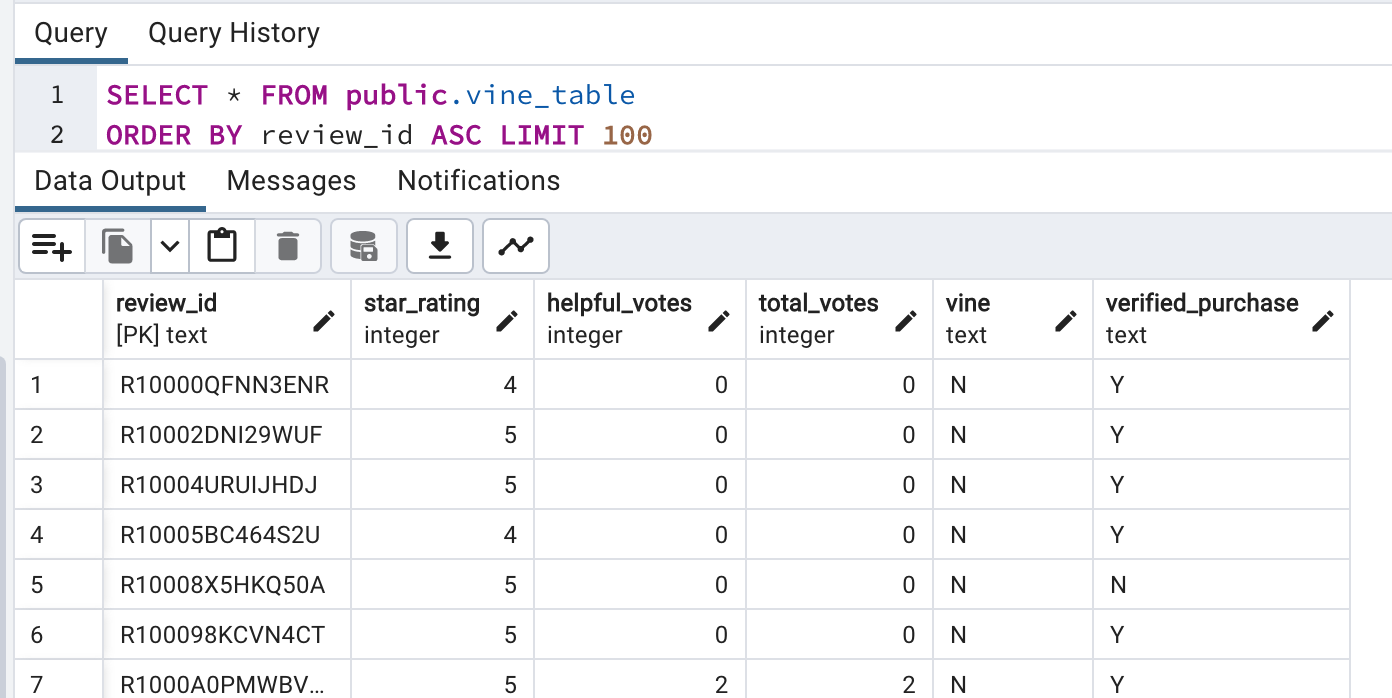 Query Query History
1 SELECT * FROM public.vine_table
2 ORDER BY review_id ASC LIMIT 100
Data Output Messages Notifications
review_id star_rating helpful_votes total_votes vine verified_purchase
[PK] text integer integer integer text text
1 R10000QFNN3ENR 4 0 0 N Y
2 R10002DNI29WUF 5 0 0 N Y
3 R10004URUIJHDJ 5 0 0 N Y
4 R10005BC464S2U 4 0 0 N Y
5 R10008X5HKQ50A 5 0 0 N N
6 R100098KCVN4CT 5 0 0 N Y
7 R1000A0PMWBV… 5 2 2 N Y